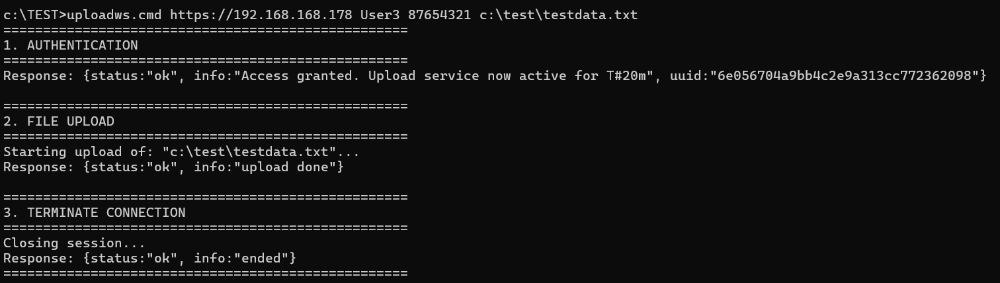 c:\TEST>uploadws.cmd https://192.168.168.178 User3 87654321 c:\test\testdata.txt
===================================================
1. AUTHENTICATION
===================================================
Response: {status:"ok", info:"Access granted. Upload service now active for T#20m", uuid:"6e056704a9bb4c2e9a313cc772362098"}
===================================================
2. FILE UPLOAD
===================================================
Starting upload of: "c:\test\testdata.txt"...
Response: {status:"ok", info:"upload done"}
===================================================
3. TERMINATE CONNECTION
===================================================
Closing session...
Response: {status:"ok", info:"ended"}
===================================================